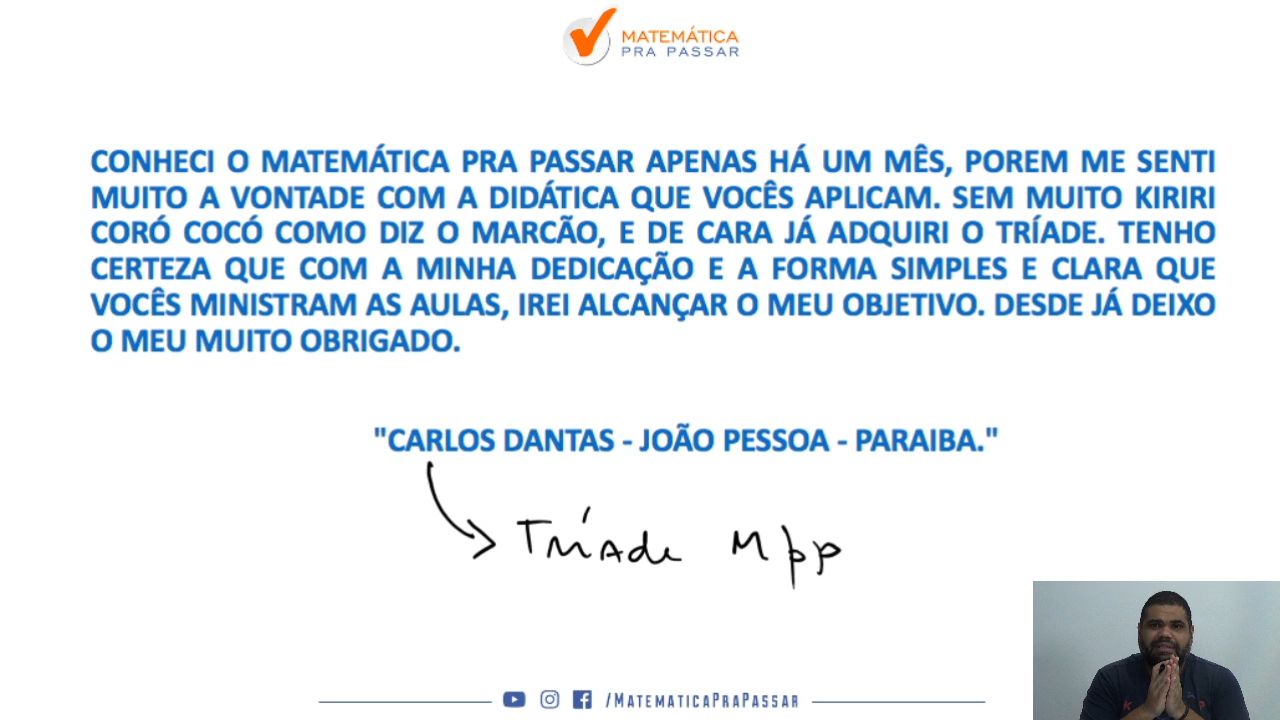 MATEMÁTICA
PRA PASSAR
CONHECI O MATEMÁTICA PRA PASSAR APENAS HÁ UM MÊS, POREM ME SENTI
MUITO A VONTADE COM A DIDÁTICA QUE VOCÊS APLICAM. SEM MUITO KIRIRI
CORÓ COCÓ COMO DIZ O MARCÃO, E DE CARA JÁ ADQUIRI O TRÍADE. TENHO
CERTEZA QUE COM A MINHA DEDICAÇÃO E A FORMA SIMPLES E CLARA QUE
VOCÊS MINISTRAM AS AULAS, IREI ALCANÇAR O MEU OBJETIVO. DESDE JÁ DEIXO
O MEU MUITO OBRIGADO.
"CARLOS DANTAS - JOÃO PESSOA - PARAIBA."
Tríade Mpp
/MatematicaPraPassar